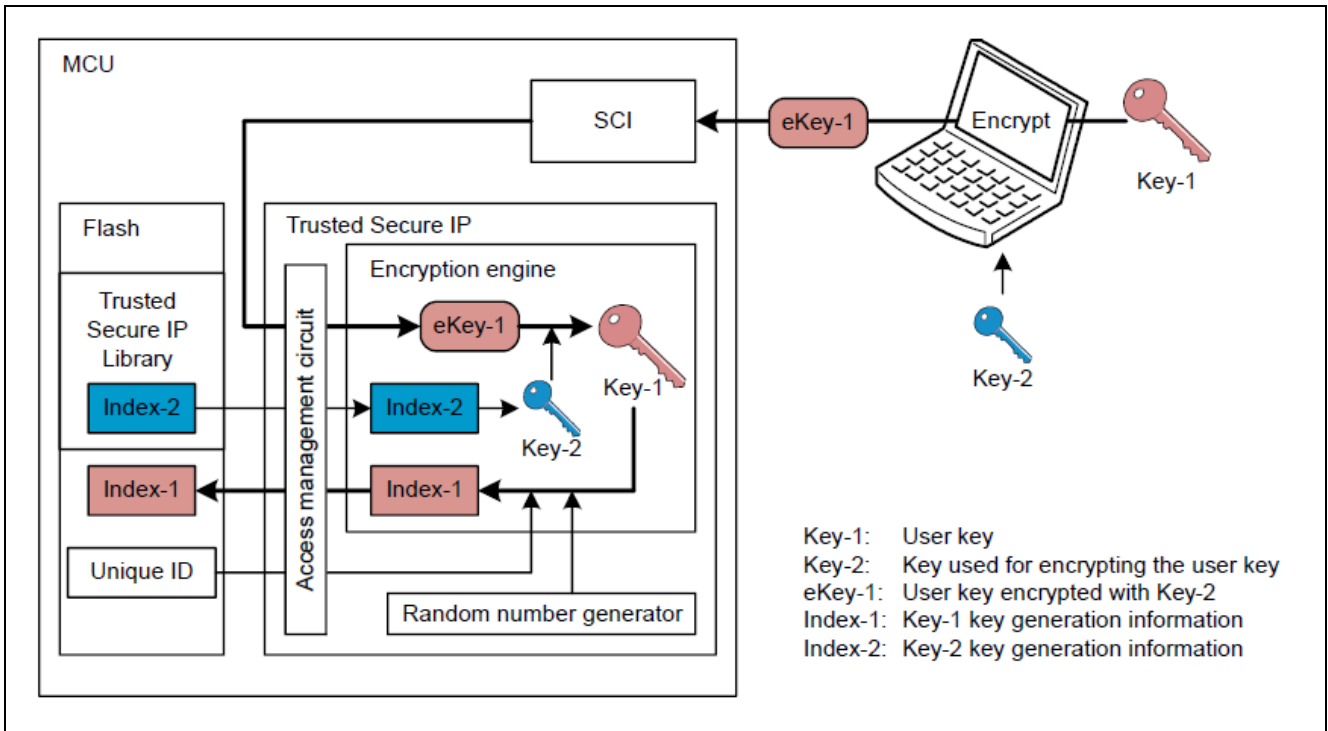 MCU
SCI
eKey-1
Encrypt
Key-1
Flash
Trusted
Secure IP
Library
Index-2
Index-1
Unique ID
Trusted Secure IP
Access management circuit
Encryption engine
eKey-1
Key-1
Index-2
Key-2
Index-1
Random number generator
Key-2
Key-1: User key
Key-2: Key used for encrypting the user key
eKey-1: User key encrypted with Key-2
Index-1: Key-1 key generation information
Index-2: Key-2 key generation information